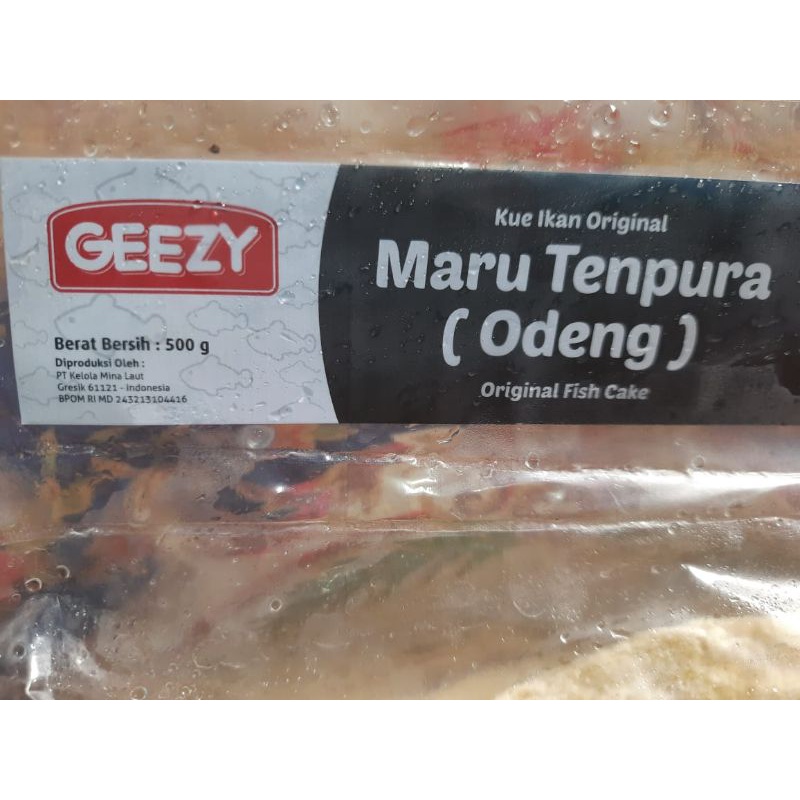 GEEZY
Berat Bersih : 500 g
Diproduksi Oleh :
PT Kelola Mina Laut
Gresik 61121 - Indonesia
BPOM RI MD 243213104416
Kue Ikan Original
Maru Tenpura
( Odeng )
Original Fish Cake